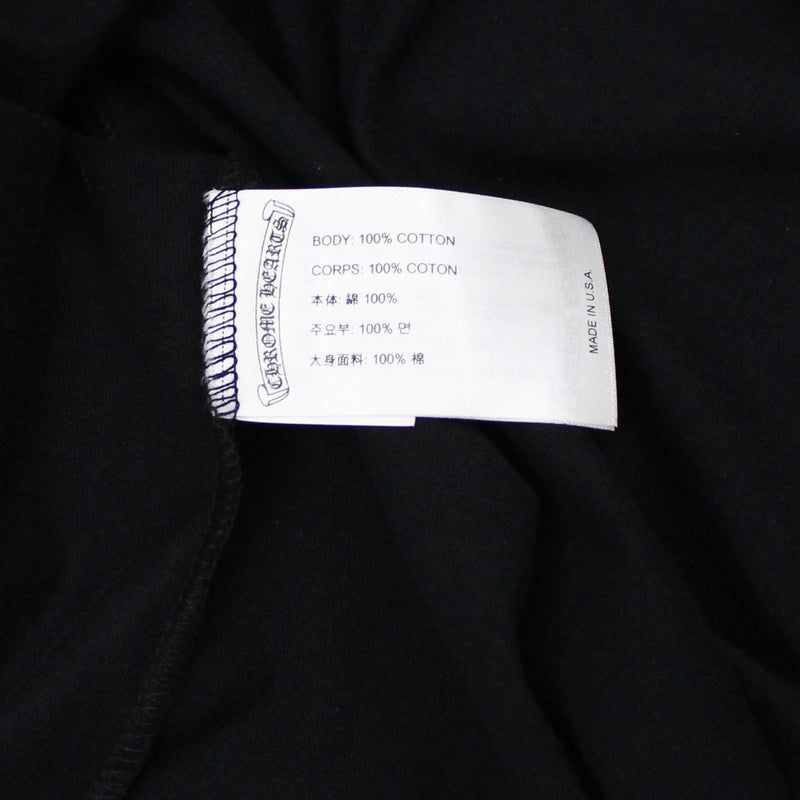 CHROME HEARTS
BODY: 100% COTTON
CORPS: 100% COTON
本体: 綿 100%
주요부: 100% 면
大身面料: 100% 棉
MADE IN U.S.A.